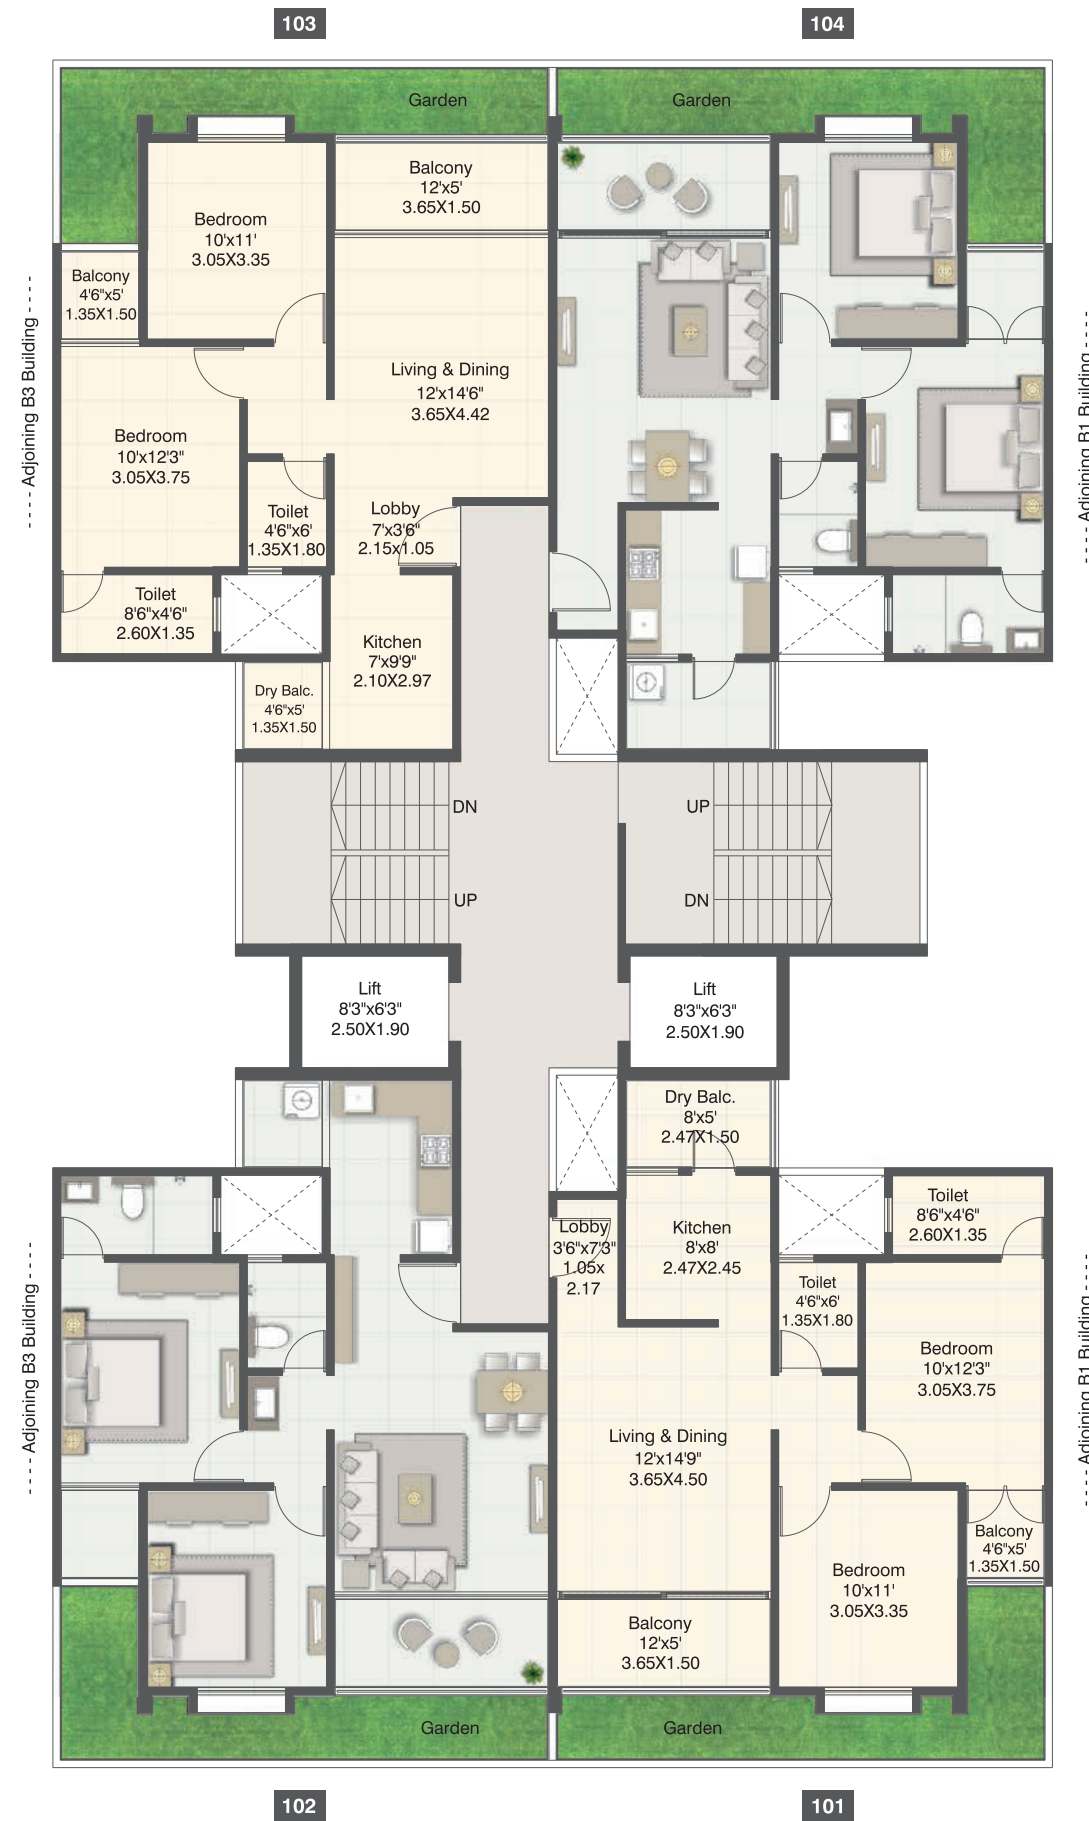 103
104
Garden
Garden
Balcony
12'x5'
3.65X1.50
Bedroom
10'x11'
3.05X3.35
Balcony
4'6"x5'
1.35X1.50
- - - - Adjoining B3 Building - - - -
- - - - Adjoining B1 Building - - - -
Living & Dining
12'x14'6"
3.65X4.42
Bedroom
10'x12'3"
3.05X3.75
Toilet
4'6"x6'
1.35X1.80
Lobby
7'x3'6"
2.15x1.05
Toilet
8'6"x4'6"
2.60X1.35
Kitchen
7'x9'9"
2.10X2.97
Dry Balc.
4'6"x5'
1.35X1.50
DN
UP
UP
DN
Lift
8'3"x6'3"
2.50X1.90
Lift
8'3"x6'3"
2.50X1.90
Dry Balc.
8'x5'
2.47X1.50
Lobby
3'6"x7'3"
1.05x
2.17
Kitchen
8'x8'
2.47X2.45
Toilet
8'6"x4'6"
2.60X1.35
Toilet
4'6"x6'
1.35X1.80
Bedroom
10'x12'3"
3.05X3.75
- - - - Adjoining B3 Building - - - -
- - - - Adjoining B1 Building - - - -
Living & Dining
12'x14'9"
3.65X4.50
Balcony
4'6"x5'
1.35X1.50
Bedroom
10'x11'
3.05X3.35
Balcony
12'x5'
3.65X1.50
Garden
Garden
102
101